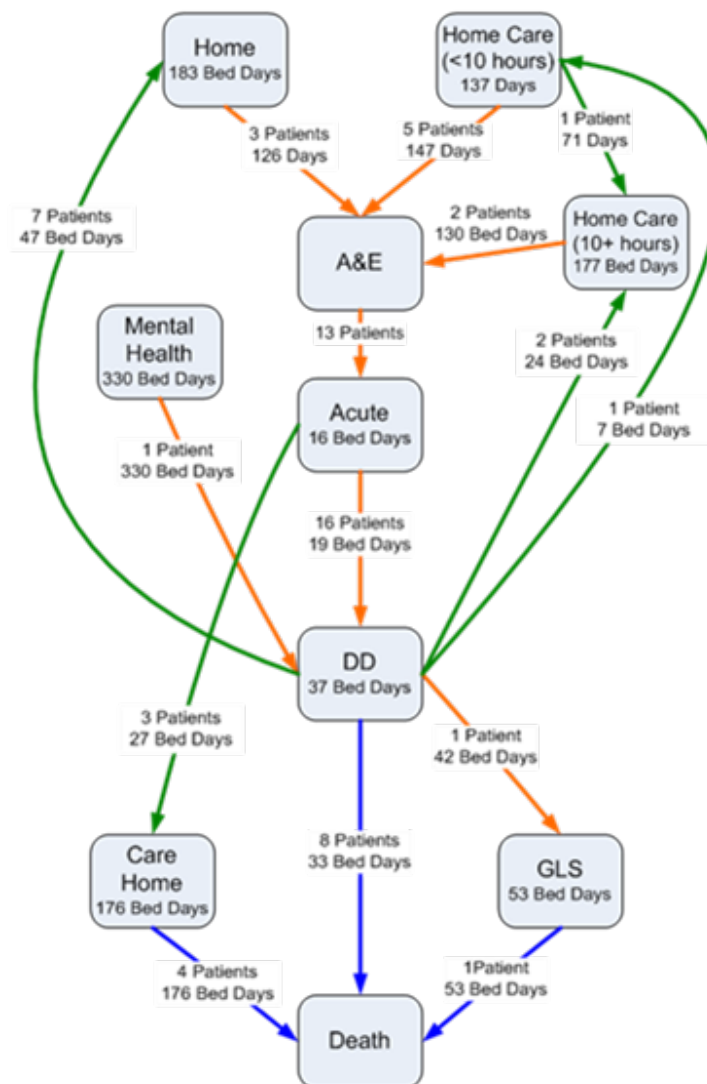 Home
183 Bed Days
Home Care
(<10 hours)
137 Days
3 Patients
126 Days
5 Patients
147 Days
1 Patient
71 Days
7 Patients
47 Bed Days
A&E
2 Patients
130 Bed Days
Home Care
(10+ hours)
177 Bed Days
Mental
Health
330 Bed Days
13 Patients
2 Patients
24 Bed Days
Acute
16 Bed Days
1 Patient
7 Bed Days
1 Patient
330 Bed Days
16 Patients
19 Bed Days
DD
37 Bed Days
3 Patients
27 Bed Days
1 Patient
42 Bed Days
8 Patients
33 Bed Days
Care
Home
176 Bed Days
GLS
53 Bed Days
4 Patients
176 Bed Days
1Patient
53 Bed Days
Death